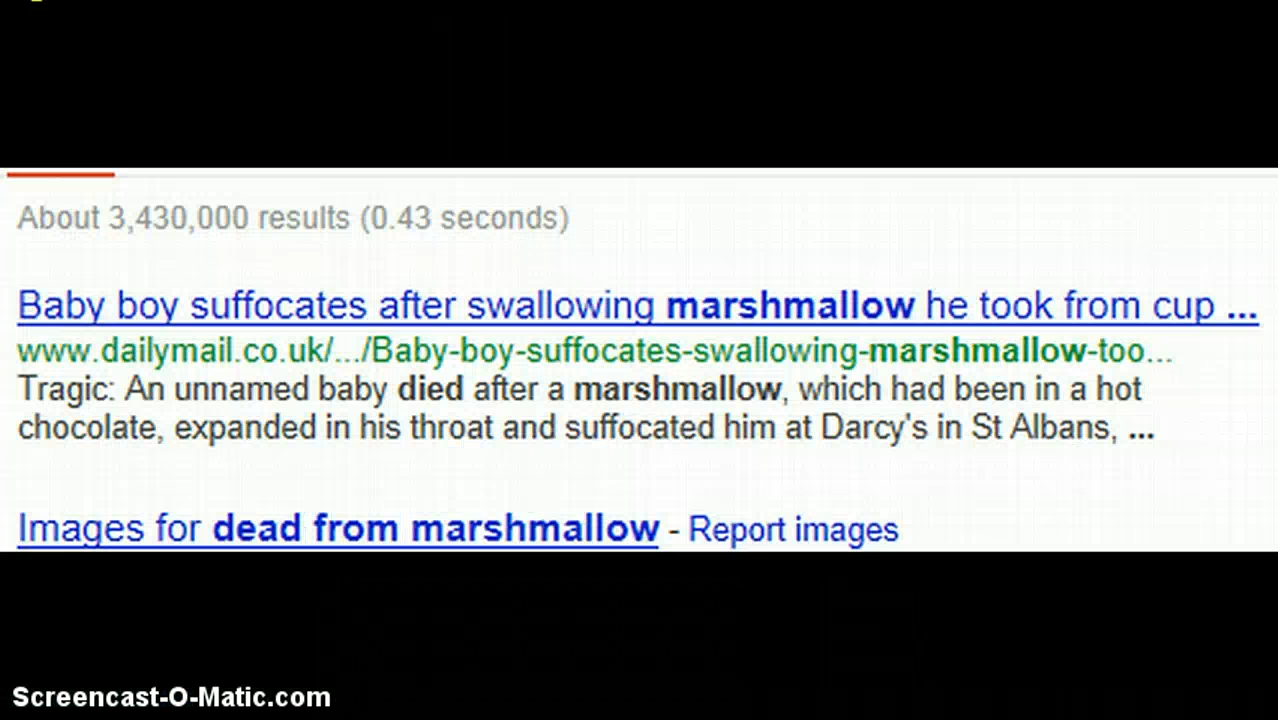 About 3,430,000 results (0.43 seconds)
Baby boy suffocates after swallowing marshmallow he took from cup ...
www.dailymail.co.uk/.../Baby-boy-suffocates-swallowing-marshmallow-too...
Tragic: An unnamed baby died after a marshmallow, which had been in a hot
chocolate, expanded in his throat and suffocated him at Darcy's in St Albans, ...
Images for dead from marshmallow - Report images
Screencast-O-Matic.com